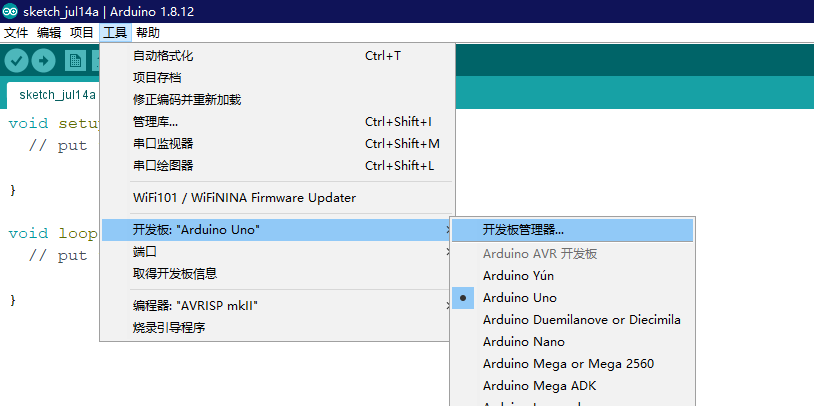 sketch_jul14a | Arduino 1.8.12
文件 编辑 项目 工具 帮助
sketch_jul14a
自动格式化 Ctrl+T
项目存档
修正编码并重新加载
管理库... Ctrl+Shift+I
串口监视器 Ctrl+Shift+M
串口绘图器 Ctrl+Shift+L
WiFi101 / WiFiNINA Firmware Updater
开发板: "Arduino Uno"
端口
取得开发板信息
编程器: "AVRISP mkII"
烧录引导程序
void setup
// put
}
void loop
// put
}
开发板管理器...
Arduino AVR 开发板
Arduino Yún
Arduino Uno
Arduino Duemilanove or Diecimila
Arduino Nano
Arduino Mega or Mega 2560
Arduino Mega ADK